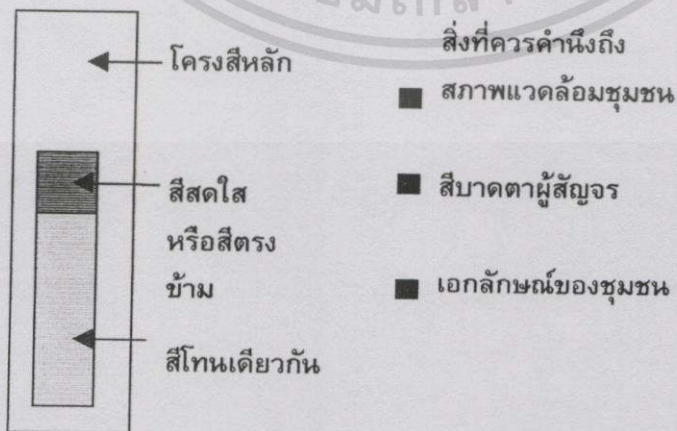 โครงสีหลัก
สีสดใส
หรือสีตรง
ข้าม
สีโทนเดียวกัน
สิ่งที่ควรคำนึงถึง
■ สภาพแวดล้อมชุมชน
■ สีบาดตาผู้สัญจร
■ เอกลักษณ์ของชุมชน